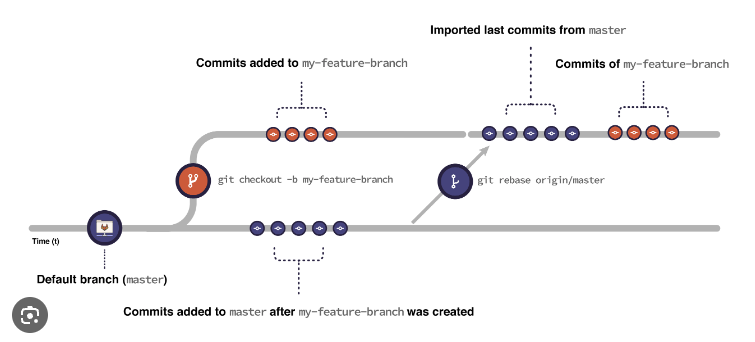 Imported last commits from master
Commits added to my-feature-branch
Commits of my-feature-branch
git checkout -b my-feature-branch
git rebase origin/master
Time (t)
Default branch (master)
Commits added to master after my-feature-branch was created